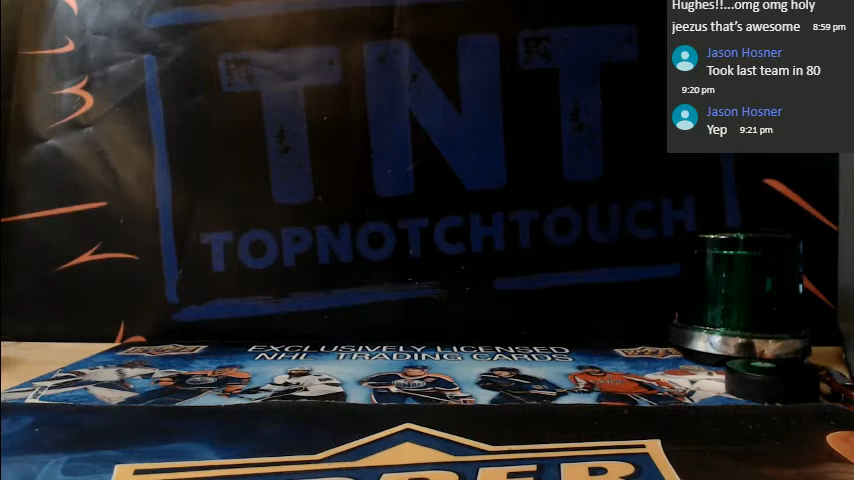 Hughes!!...omg omg holy
jeezus that's awesome 8:59 pm
Jason Hosner
Took last team in 80
9:20 pm
Jason Hosner
Yep 9:21 pm
TNT
TOPNOTCHTOUCH
EXCLUSIVELY LICENSED
NHL TRADING CARDS